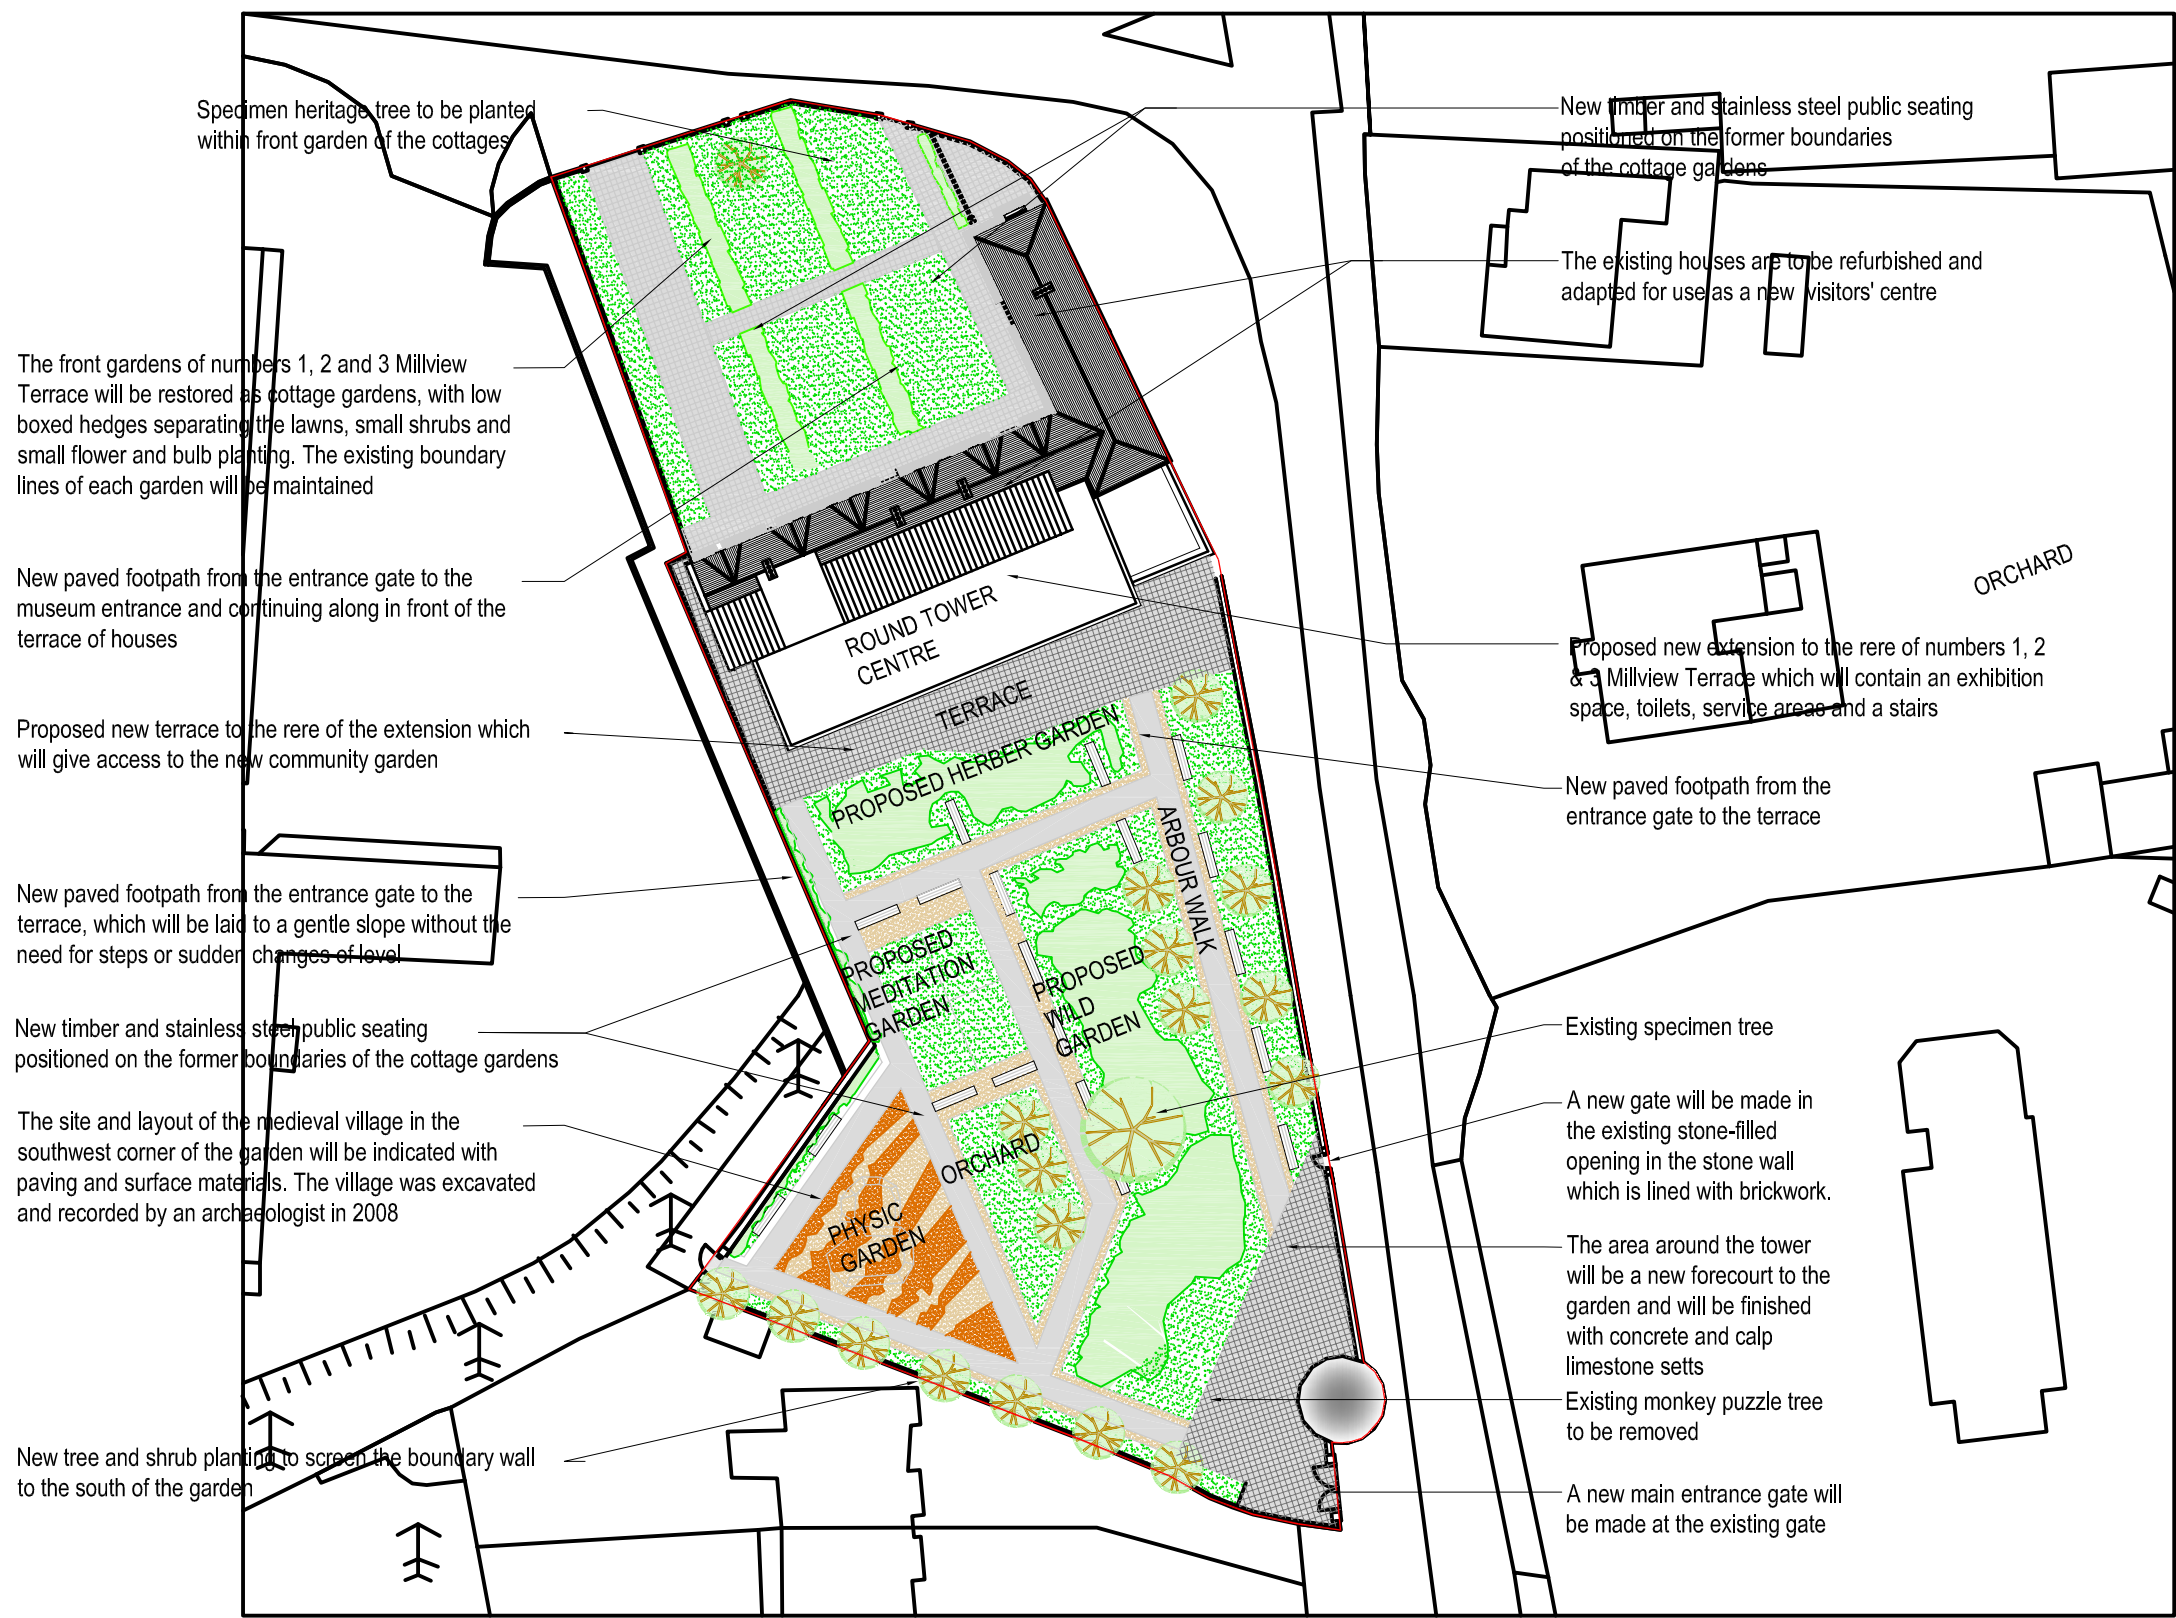 Specimen heritage tree to be planted
within front garden of the cottages
The front gardens of numbers 1, 2 and 3 Millview
Terrace will be restored as cottage gardens, with low
boxed hedges separating the lawns, small shrubs and
small flower and bulb planting. The existing boundary
lines of each garden will be maintained
New paved footpath from the entrance gate to the
museum entrance and continuing along in front of the
terrace of houses
Proposed new terrace to the rere of the extension which
will give access to the new community garden
New paved footpath from the entrance gate to the
terrace, which will be laid to a gentle slope without the
need for steps or sudden changes of level
New timber and stainless steel public seating
positioned on the former boundaries of the cottage gardens
The site and layout of the medieval village in the
southwest corner of the garden will be indicated with
paving and surface materials. The village was excavated
and recorded by an archaeologist in 2008
New tree and shrub planting to screen the boundary wall
to the south of the garden
ROUND TOWER
CENTRE
TERRACE
PROPOSED HERBER GARDEN
ARBOUR WALK
PROPOSED
MEDITATION
GARDEN
PROPOSED
WILD
GARDEN
ORCHARD
PHYSIC
GARDEN
New timber and stainless steel public seating
positioned on the former boundaries
of the cottage gardens
The existing houses are to be refurbished and
adapted for use as a new visitors' centre
ORCHARD
Proposed new extension to the rere of numbers 1, 2
& 3 Millview Terrace which will contain an exhibition
space, toilets, service areas and a stairs
New paved footpath from the
entrance gate to the terrace
Existing specimen tree
A new gate will be made in
the existing stone-filled
opening in the stone wall
which is lined with brickwork.
The area around the tower
will be a new forecourt to the
garden and will be finished
with concrete and calp
limestone setts
Existing monkey puzzle tree
to be removed
A new main entrance gate will
be made at the existing gate